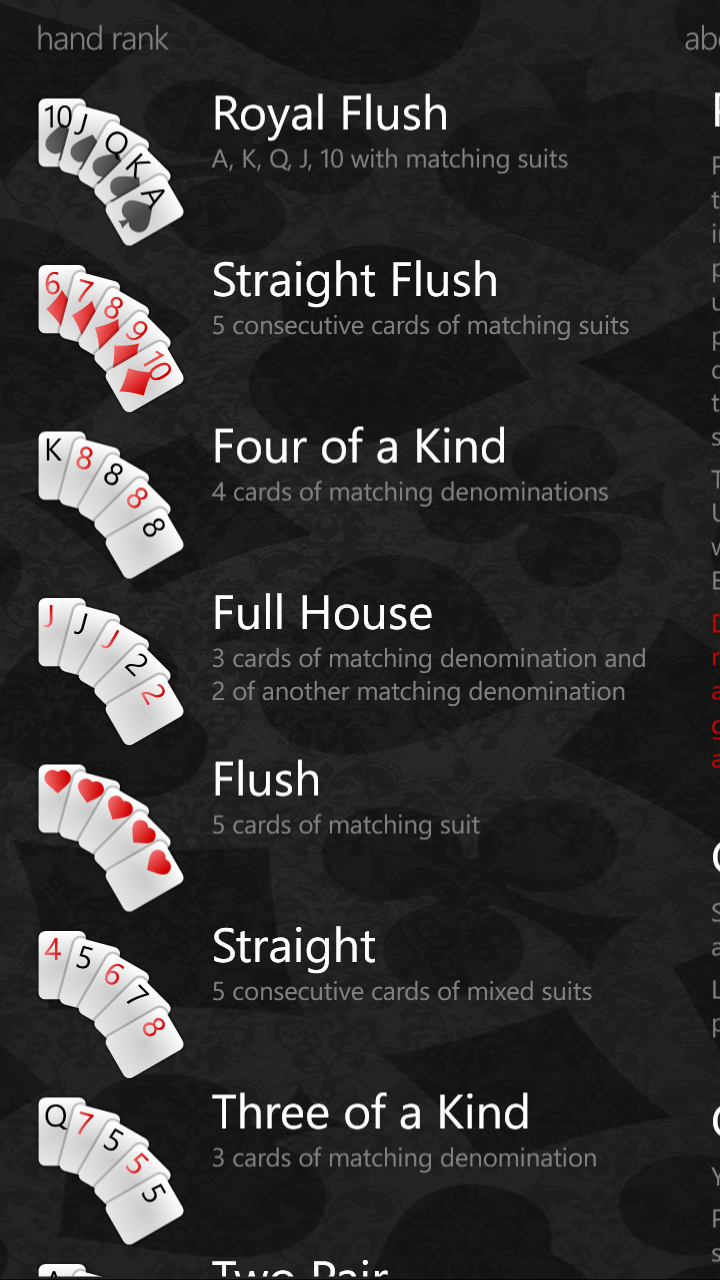 hand rank
10 J Q K A
Royal Flush
A, K, Q, J, 10 with matching suits
6 7 8 9 10
Straight Flush
5 consecutive cards of matching suits
K 8 8 8 8
Four of a Kind
4 cards of matching denominations
J J J 2 2
Full House
3 cards of matching denomination and
2 of another matching denomination
Flush
5 cards of matching suit
4 5 6 7 8
Straight
5 consecutive cards of mixed suits
Q 7 5 5 5
Three of a Kind
3 cards of matching denomination
Two Pair